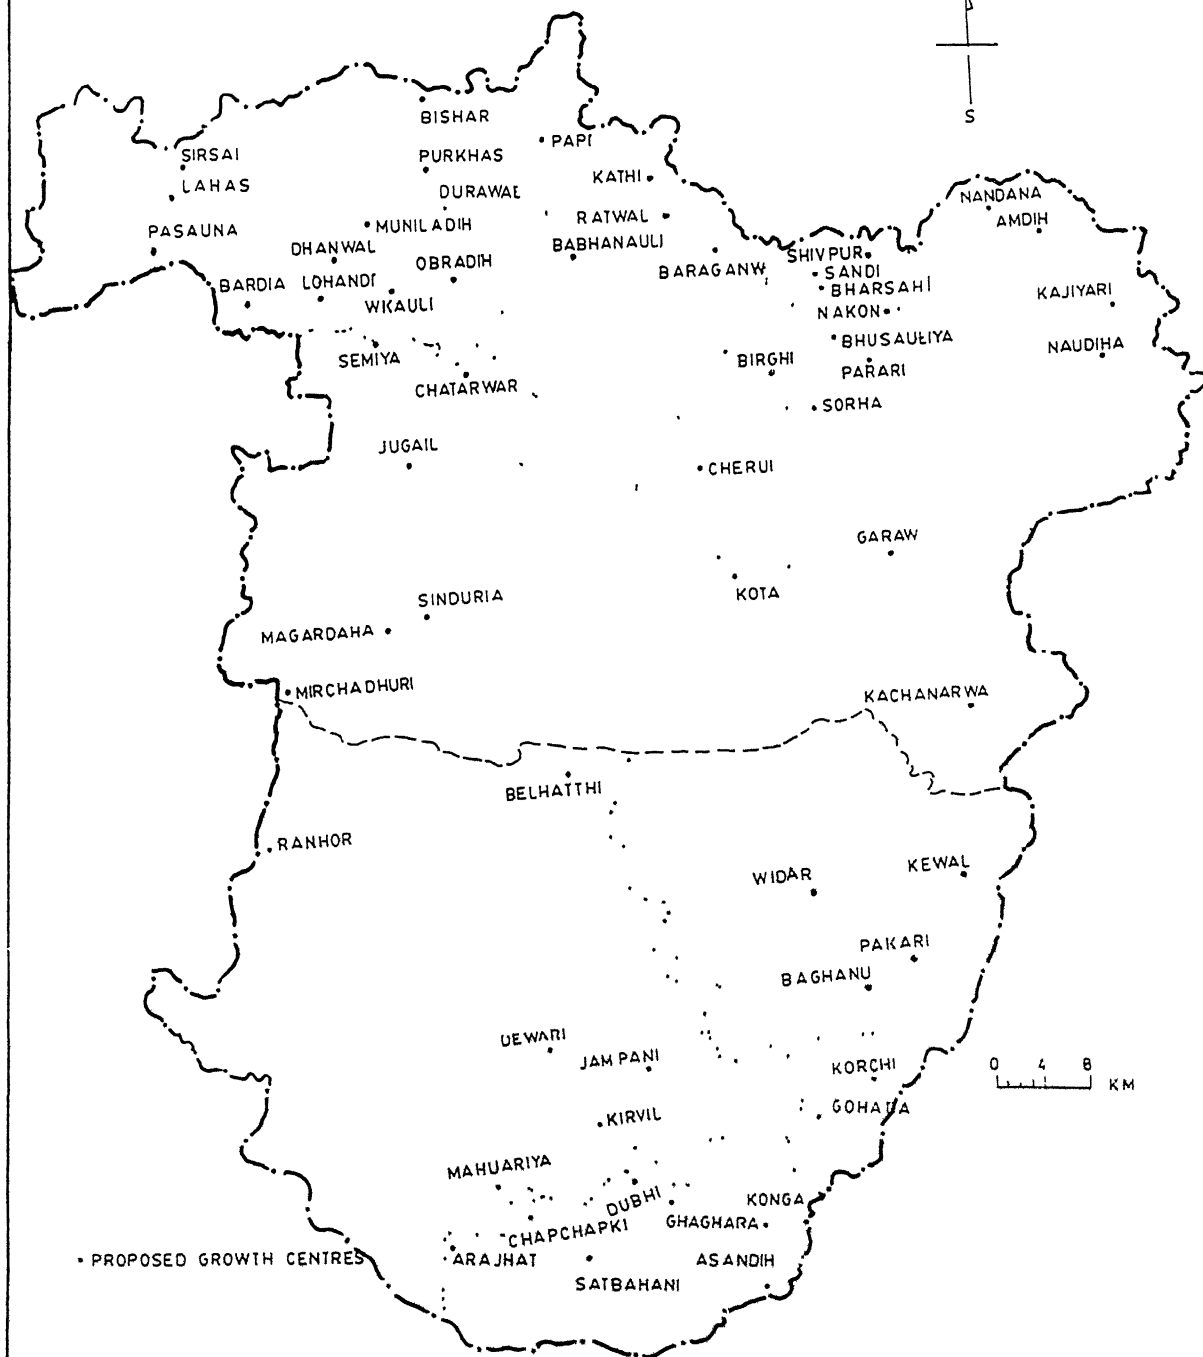 S
BISHAR
PAPI
SIRSAI
PURKHAS
LAHAS
KATHI
DURAWAL
NANDANA
PASAUNA
MUNILADIH
RATWAL
AMDIH
DHANWAL
BABHANAULI
OBRADIH
SHIVPUR
BARAGANW
SANDI
BARDIA
LOHANDI
BHARSAHI
KAJIYARI
WKAULI
NAKON
BHUSAULIYA
NAUDIHA
SEMIYA
BIRGHI
PARARI
CHATARWAR
SORHA
JUGAIL
CHERUI
GARAW
SINDURIA
KOTA
MAGARDAHA
MIRCHADHURI
KACHANARWA
BELHATTHI
RANHOR
WIDAR
KEWAL
PAKARI
BAGHANU
DEWARI
JAMPANI
KORCHI
0 4 8
KM
GOHADA
KIRVIL
MAHUARIYA
DUBHI
KONGA
CHAPCHAPKI
GHAGHARA
PROPOSED GROWTH CENTRES
ARAJHAT
ASANDIH
SATBAHANI